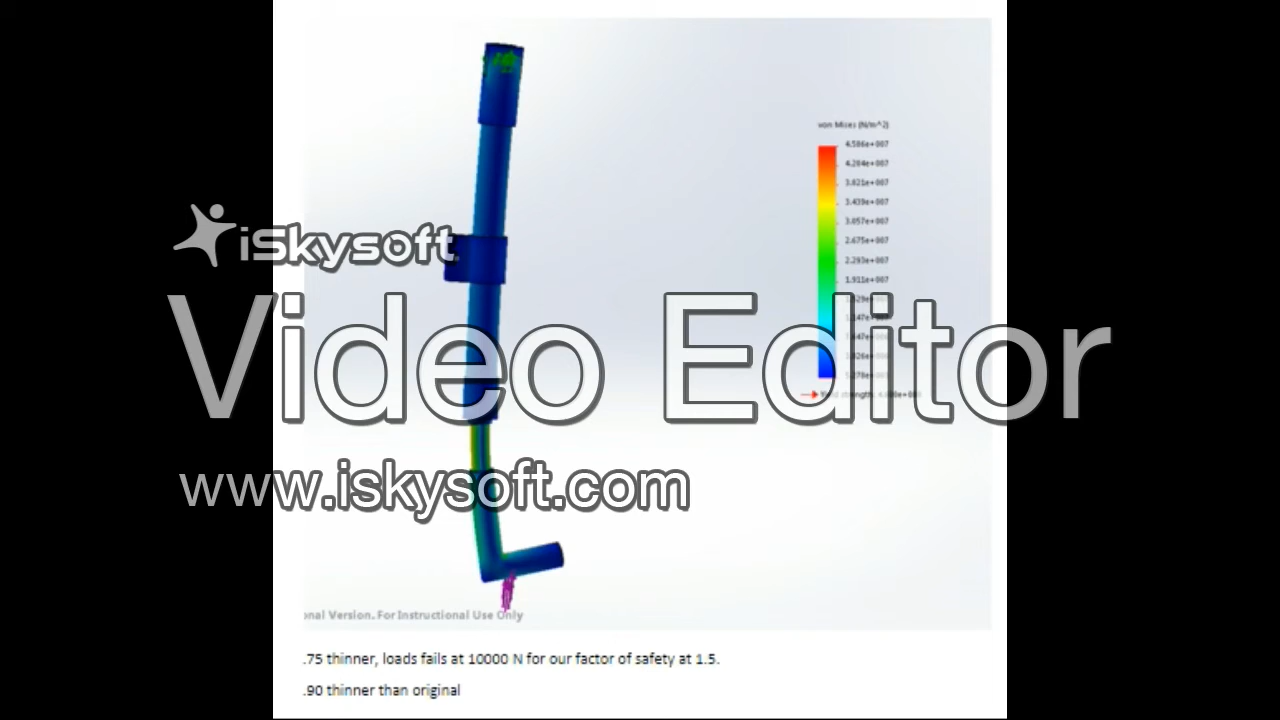 von Mises (N/m^2)
4.586e+007
4.204e+007
3.821e+007
3.439e+007
3.057e+007
2.675e+007
2.293e+007
1.911e+007
iSkysoft
Video Editor
www.iskysoft.com
onal Version. For Instructional Use Only
.75 thinner, loads fails at 10000 N for our factor of safety at 1.5.
.90 thinner than original